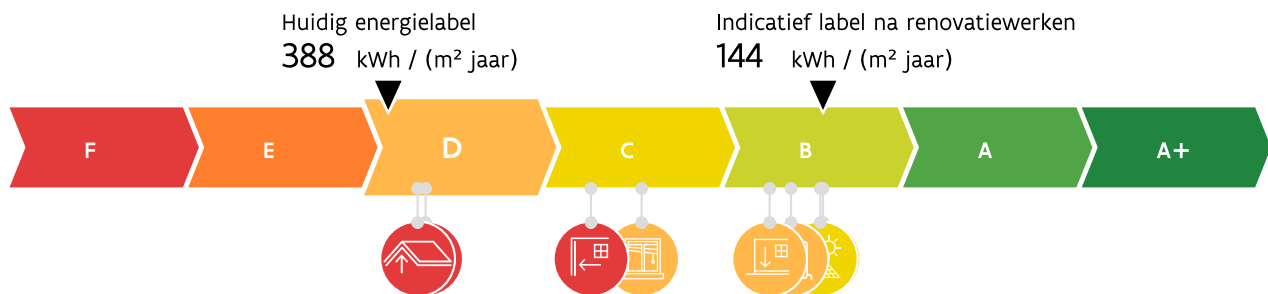 Huidig energielabel
388 kWh / (m² jaar)
Indicatief label na renovatiewerken
144 kWh / (m² jaar)
F E D C B A A+